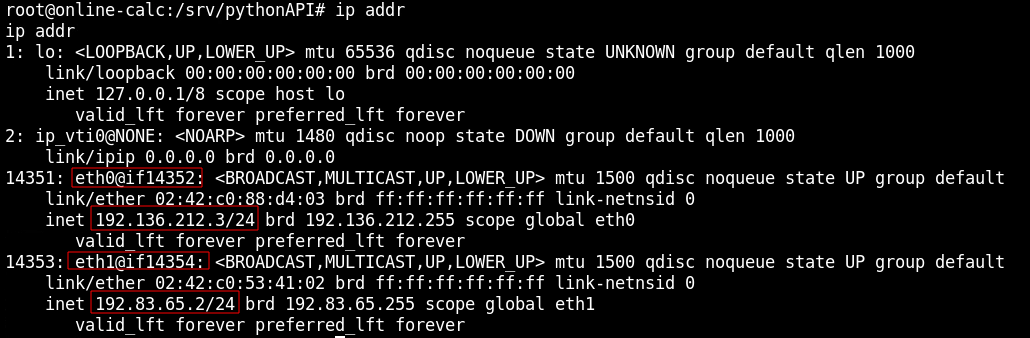 root@online-calc:/srv/pythonAPI# ip addr
ip addr
1: lo: <LOOPBACK,UP,LOWER_UP> mtu 65536 qdisc noqueue state UNKNOWN group default qlen 1000
    link/loopback 00:00:00:00:00:00 brd 00:00:00:00:00:00
    inet 127.0.0.1/8 scope host lo
       valid_lft forever preferred_lft forever
2: ip_vti0@NONE: <NOARP> mtu 1480 qdisc noop state DOWN group default qlen 1000
    link/ipip 0.0.0.0 brd 0.0.0.0
14351: eth0@if14352: <BROADCAST,MULTICAST,UP,LOWER_UP> mtu 1500 qdisc noqueue state UP group default
    link/ether 02:42:c0:88:d4:03 brd ff:ff:ff:ff:ff:ff link-netnsid 0
    inet 192.136.212.3/24 brd 192.136.212.255 scope global eth0
       valid_lft forever preferred_lft forever
14353: eth1@if14354: <BROADCAST,MULTICAST,UP,LOWER_UP> mtu 1500 qdisc noqueue state UP group default
    link/ether 02:42:c0:53:41:02 brd ff:ff:ff:ff:ff:ff link-netnsid 0
    inet 192.83.65.2/24 brd 192.83.65.255 scope global eth1
       valid_lft forever preferred_lft forever